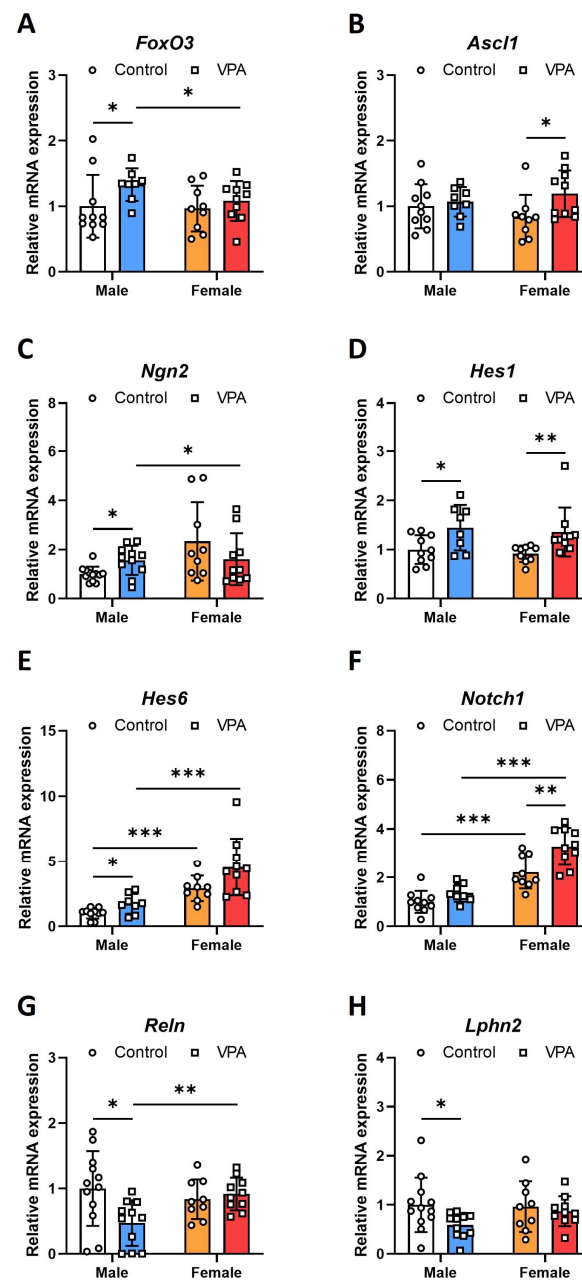 A
FoxO3
Control VPA
Relative mRNA expression
3
2
1
0
*
*
Male Female
B
Ascl1
Control VPA
Relative mRNA expression
3
2
1
0
*
Male Female
C
Ngn2
Control VPA
Relative mRNA expression
8
6
4
2
0
*
*
Male Female
D
Hes1
Control VPA
Relative mRNA expression
4
3
2
1
0
*
**
Male Female
E
Hes6
Control VPA
Relative mRNA expression
15
10
5
0
***
***
*
Male Female
F
Notch1
Control VPA
Relative mRNA expression
8
6
4
2
0
***
**
***
Male Female
G
Reln
Control VPA
Relative mRNA expression
3
2
1
0
*
**
Male Female
H
Lphn2
Control VPA
Relative mRNA expression
4
3
2
1
0
*
Male Female